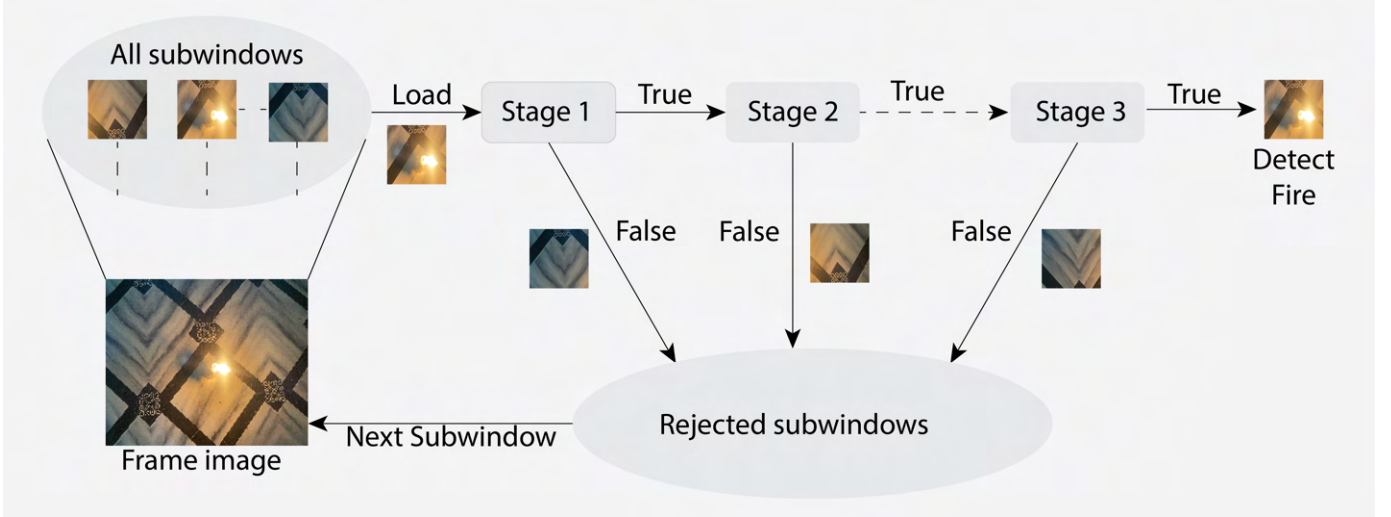 All subwindows
Load
Stage 1
True
Stage 2
True
Stage 3
True
Detect
Fire
False
False
False
Rejected subwindows
Next Subwindow
Frame image